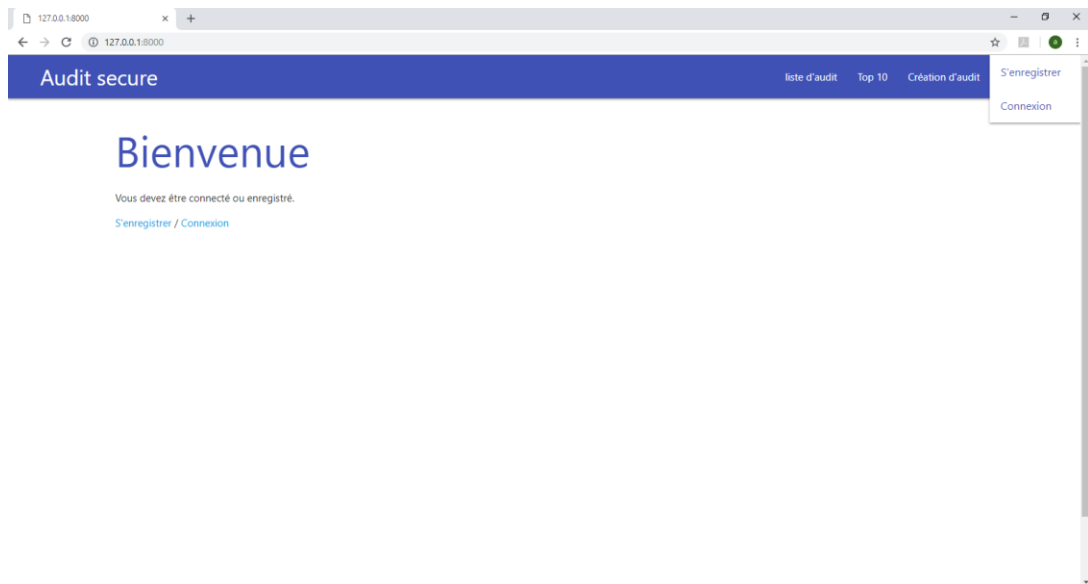 127.0.0.1:8000
127.0.0.1:8000
Audit secure liste d'audit Top 10 Création d'audit S'enregistrer
Connexion
Bienvenue
Vous devez être connecté ou enregistré.
S'enregistrer / Connexion